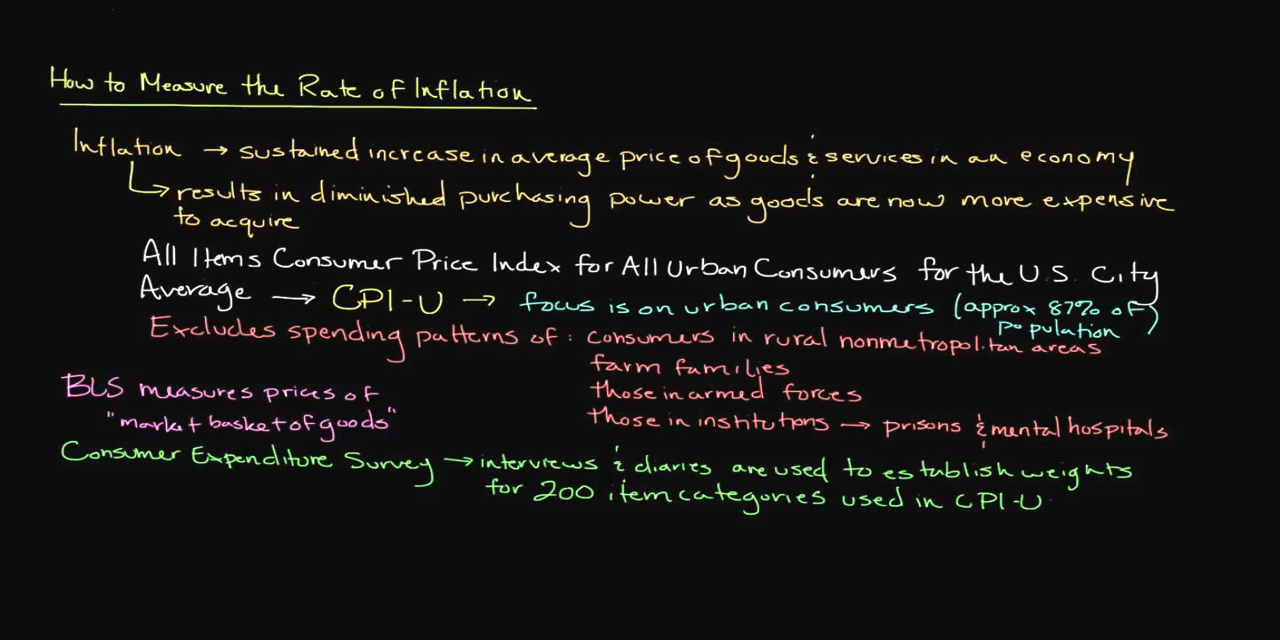 How to Measure the Rate of Inflation
Inflation → sustained increase in average price of goods & services in an economy
↳ results in diminished purchasing power as goods are now more expensive
to acquire
All Items Consumer Price Index for All Urban Consumers for the U.S. City
Average → CPI-U → focus is on urban consumers (approx 87% of
population)
Excludes spending patterns of: consumers in rural nonmetropolitan areas
farm families
those in armed forces
those in institutions → prisons & mental hospitals
BLS measures prices of
"market basket of goods"
Consumer Expenditure Survey → interviews & diaries are used to establish weights
for 200 item categories used in CPI-U